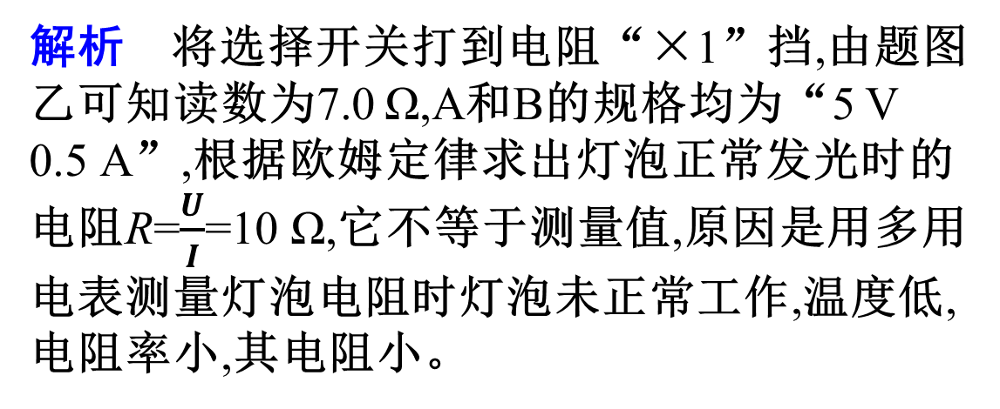 解析　将选择开关打到电阻“×1”挡,由题图
乙可知读数为7.0 Ω,A和B的规格均为“5 V
0.5 A”,根据欧姆定律求出灯泡正常发光时的
电阻R=U/I=10 Ω,它不等于测量值,原因是用多用
电表测量灯泡电阻时灯泡未正常工作,温度低,
电阻率小,其电阻小。